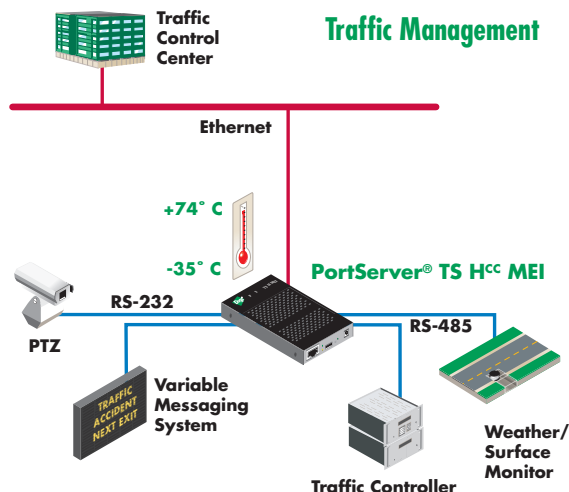 Traffic
Control
Center
Traffic Management
Ethernet
+74° C
-35° C
PortServer® TS Hcc MEI
RS-232
RS-485
PTZ
TRAFFIC
ACCIDENT
NEXT EXIT
Variable
Messaging
System
Traffic Controller
Weather/
Surface
Monitor